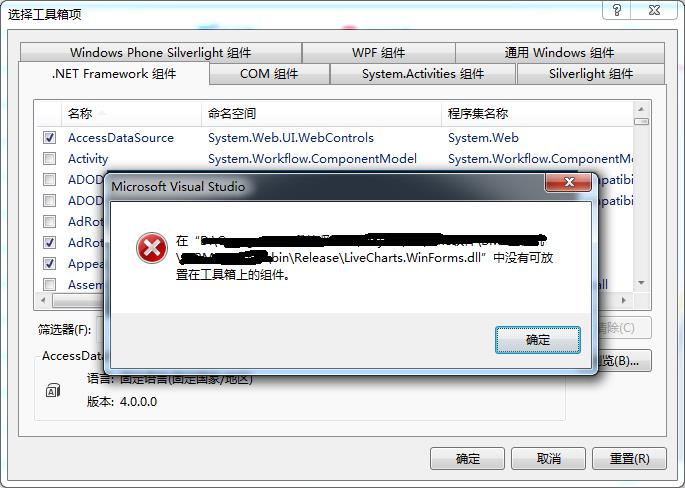 选择工具箱项
Windows Phone Silverlight 组件 WPF 组件 通用 Windows 组件
.NET Framework 组件 COM 组件 System.Activities 组件 Silverlight 组件
名称 命名空间 程序集名称
AccessDataSource System.Web.UI.WebControls System.Web
Activity System.Workflow.ComponentModel System.Workflow.ComponentM
ADOD
ADOD
AdRot
AdRot
Appea
Assem
Microsoft Visual Studio
在“D:\
bin\Release\LiveCharts.WinForms.dll”中没有可放
置在工具箱上的组件。
确定
筛选器(F): 清除(C)
AccessData 浏览(B)...
语言: 固定语言(固定国家/地区)
版本: 4.0.0.0
确定 取消 重置(R)